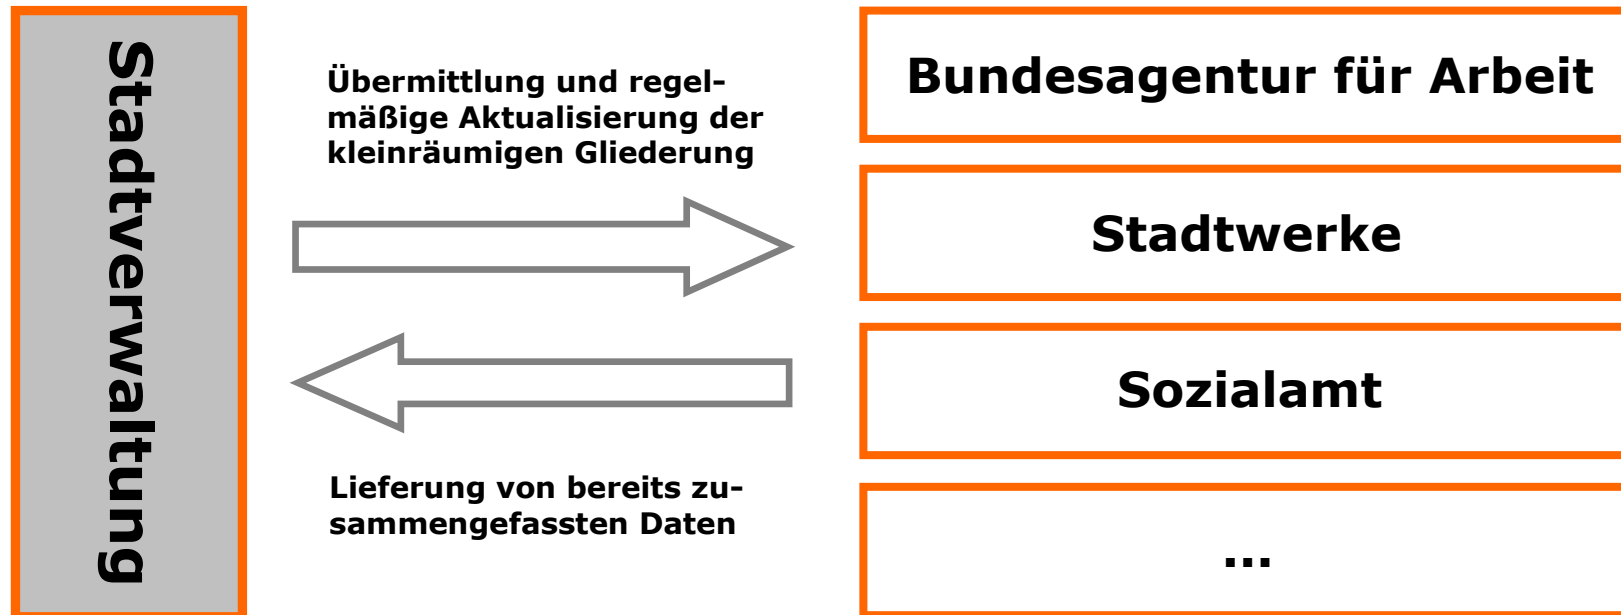 Stadtverwaltung
Übermittlung und regel-
mäßige Aktualisierung der
kleinräumigen Gliederung
Lieferung von bereits zu-
sammengefassten Daten
Bundesagentur für Arbeit
Stadtwerke
Sozialamt
...